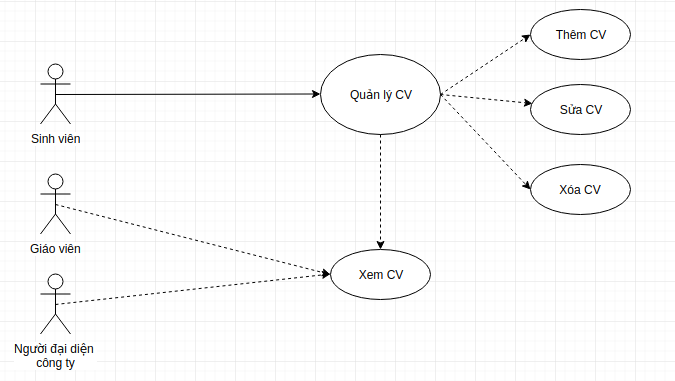 Thêm CV
Quản lý CV
Sửa CV
Sinh viên
Xóa CV
Giáo viên
Xem CV
Người đại diện
công ty